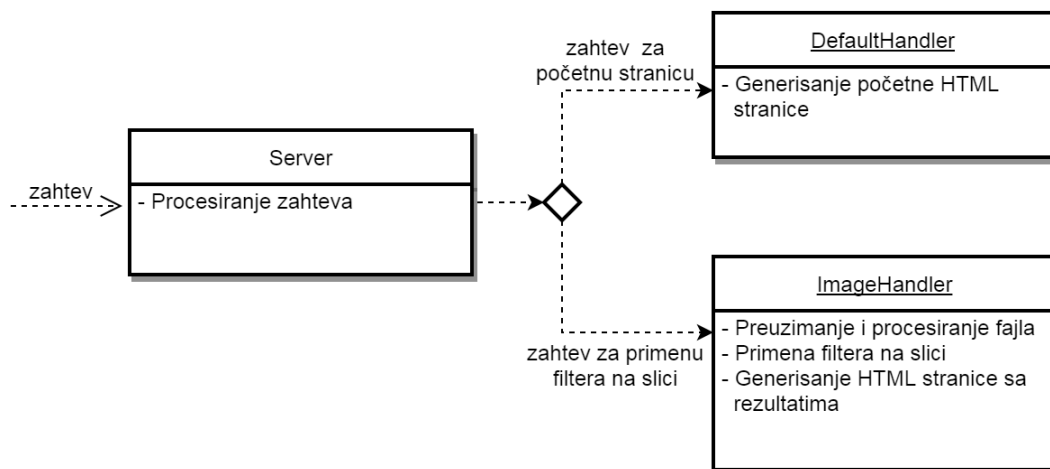 zahtev
Server
- Procesiranje zahteva
zahtev za
početnu stranicu
DefaultHandler
- Generisanje početne HTML
stranice
zahtev za primenu
filtera na slici
ImageHandler
- Preuzimanje i procesiranje fajla
- Primena filtera na slici
- Generisanje HTML stranice sa
rezultatima